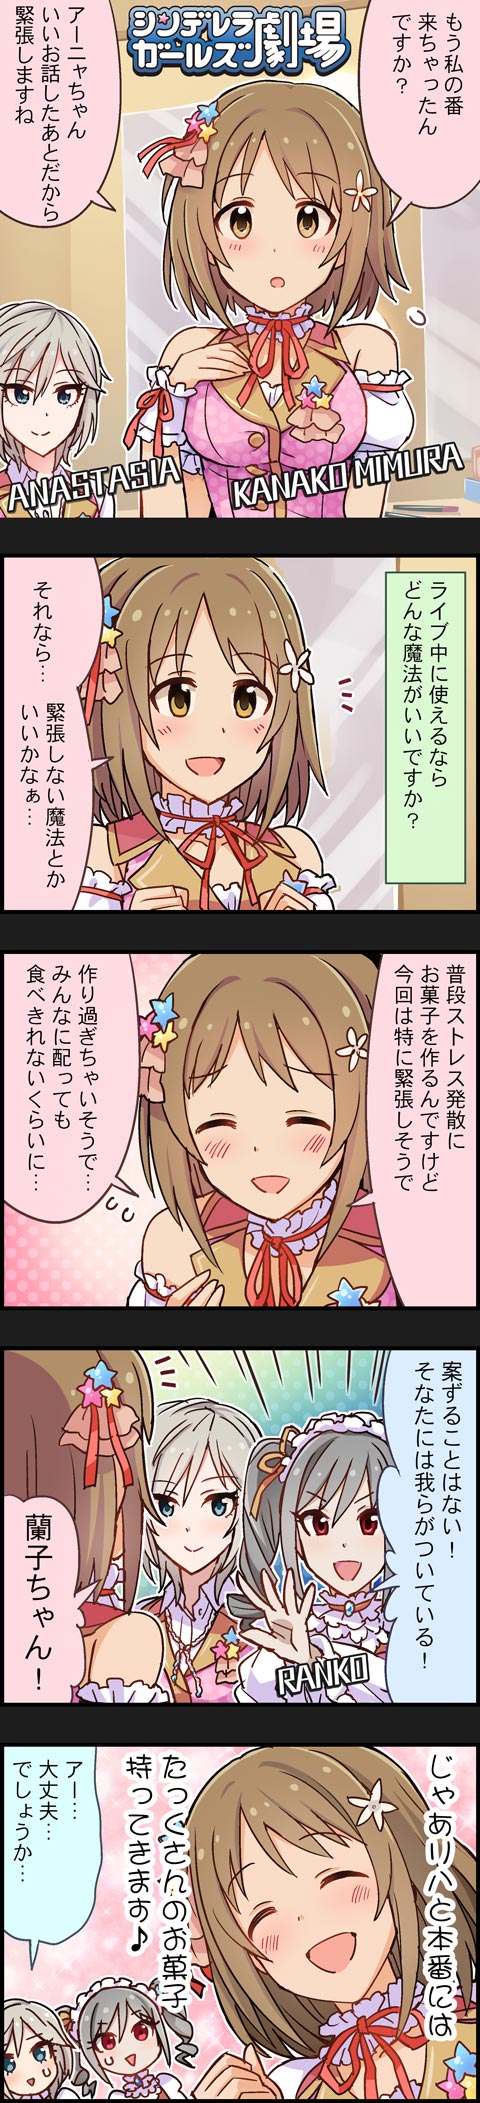 シンデレラ
ガールズ劇場
もう私の番
来ちゃったん
ですか?
アーニャちゃん
いいお話したあとだから
緊張しますね
ANASTASIA
KANAKO MIMURA
ライブ中に使えるなら
どんな魔法がいいですか?
それなら…
緊張しない魔法とか
いいかなぁ…
普段ストレス発散に
お菓子を作るんですけど
今回は特に緊張しそうで
作り過ぎちゃいそうで…
みんなに配っても
食べきれないくらいに…
案ずることはない!
そなたには我らがついている!
蘭子ちゃん!
RANKO
じゃあリハと本番には
たっくさんのお菓子
持ってきます♪
アー…
大丈夫…
でしょうか…